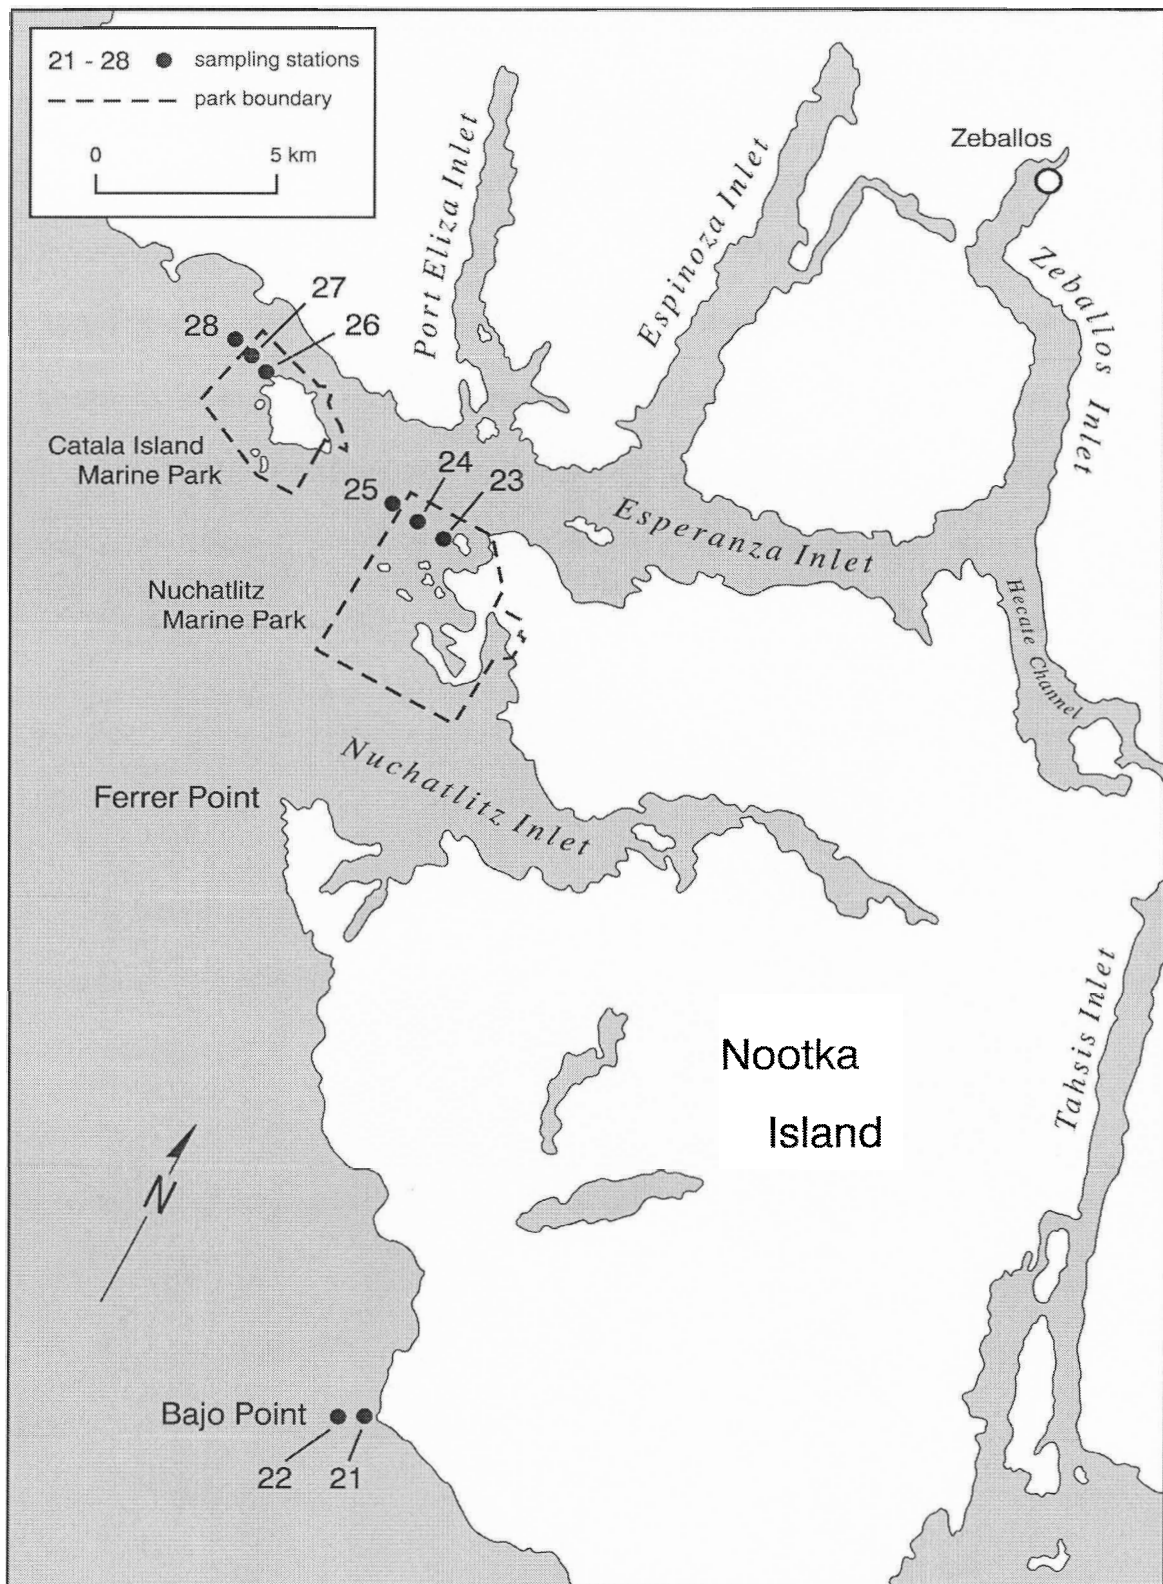 21 - 28 sampling stations
park boundary
0 5 km
Zeballos
Port Eliza Inlet
Espinoza Inlet
Zeballos Inlet
27
28
26
Catala Island
Marine Park
24
25
23
Esperanza Inlet
Nuchatlitz
Marine Park
Hecate Channel
Nuchatlitz Inlet
Ferrer Point
Nootka
Island
Tahsis Inlet
N
Bajo Point
22 21